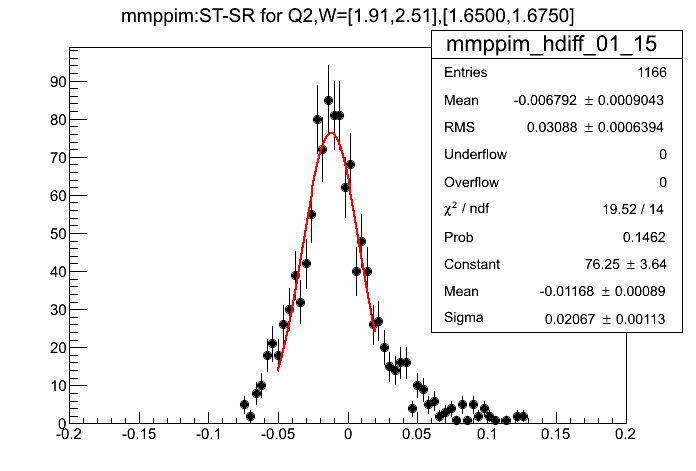 mmppim:ST-SR for Q2,W=[1.91,2.51],[1.6500,1.6750]
mmppim_hdiff_01_15
Entries 1166
Mean -0.006792 ± 0.0009043
RMS 0.03088 ± 0.0006394
Underflow 0
Overflow 0
χ² / ndf 19.52 / 14
Prob 0.1462
Constant 76.25 ± 3.64
Mean -0.01168 ± 0.00089
Sigma 0.02067 ± 0.00113
90
80
70
60
50
40
30
20
10
0
-0.2 -0.15 -0.1 -0.05 0 0.05 0.1 0.15 0.2